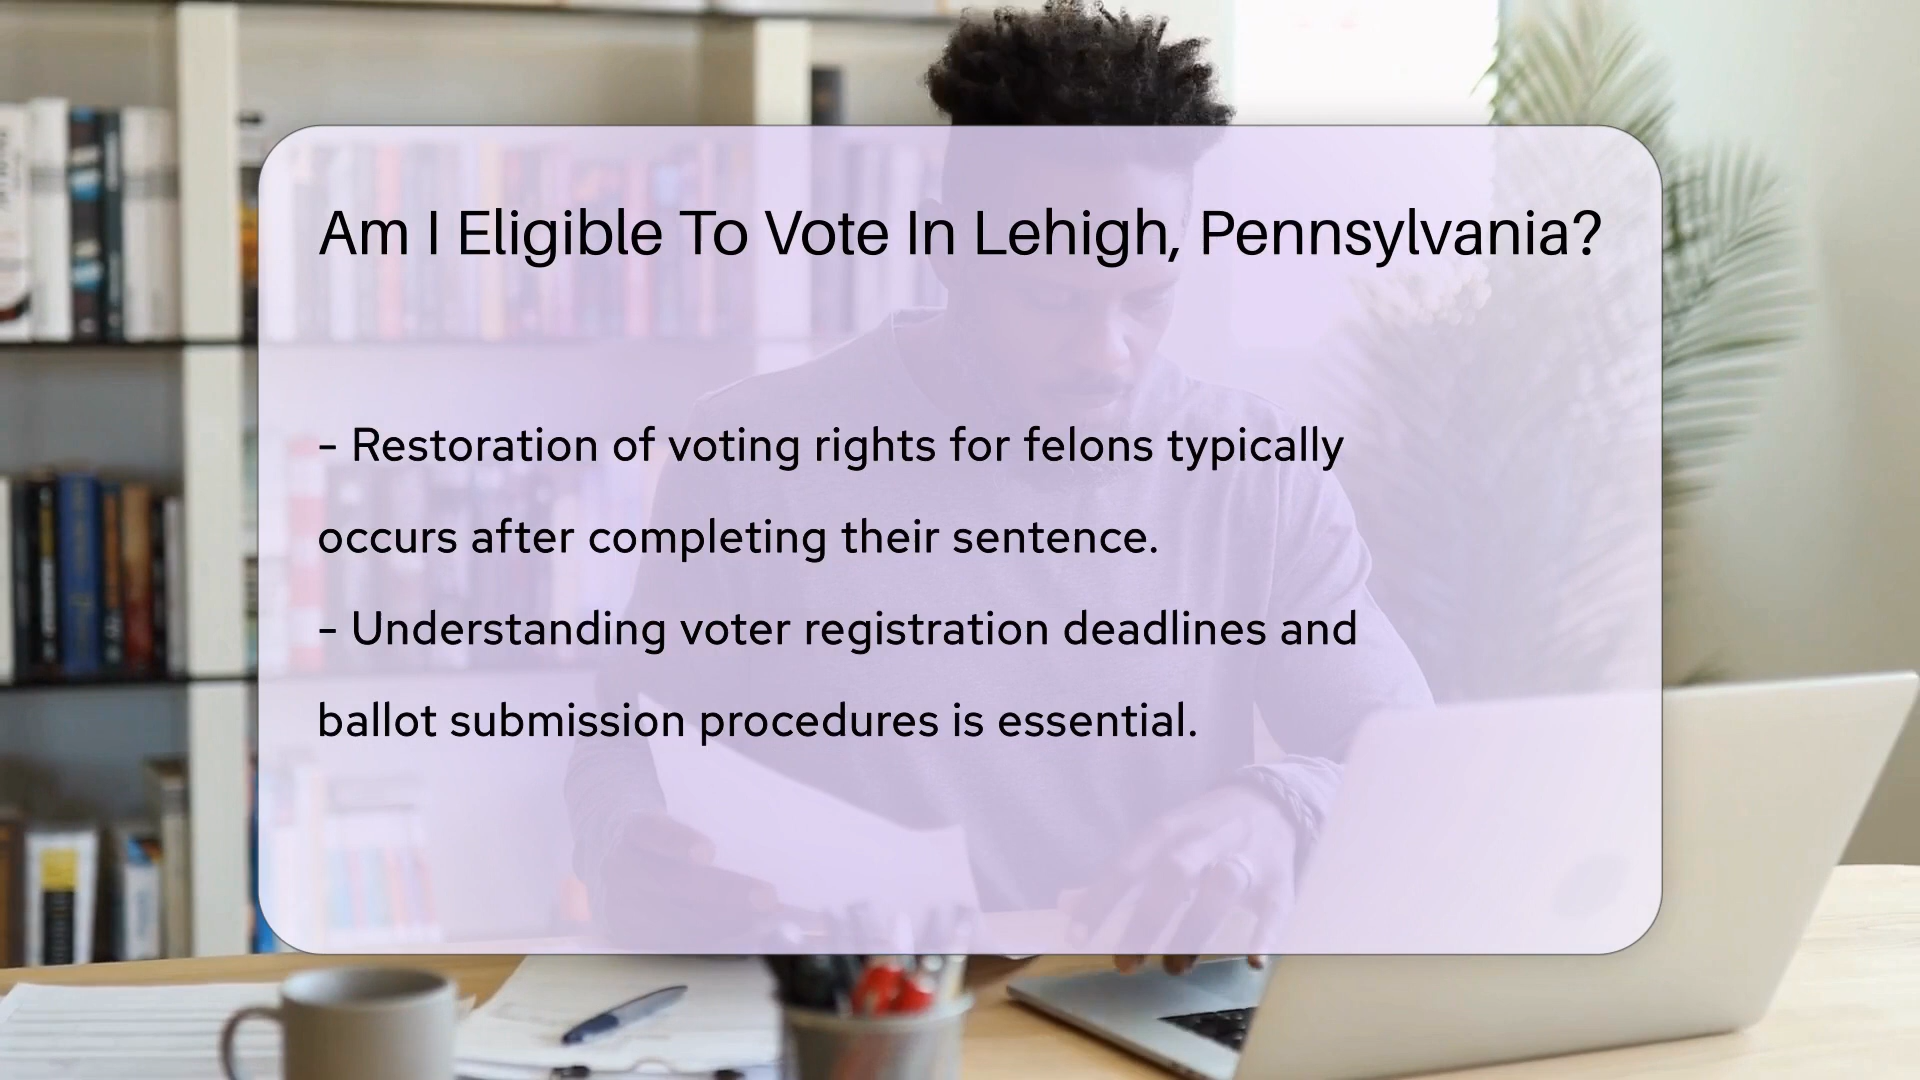 Am I Eligible To Vote In Lehigh, Pennsylvania?
- Restoration of voting rights for felons typically
occurs after completing their sentence.
- Understanding voter registration deadlines and
ballot submission procedures is essential.